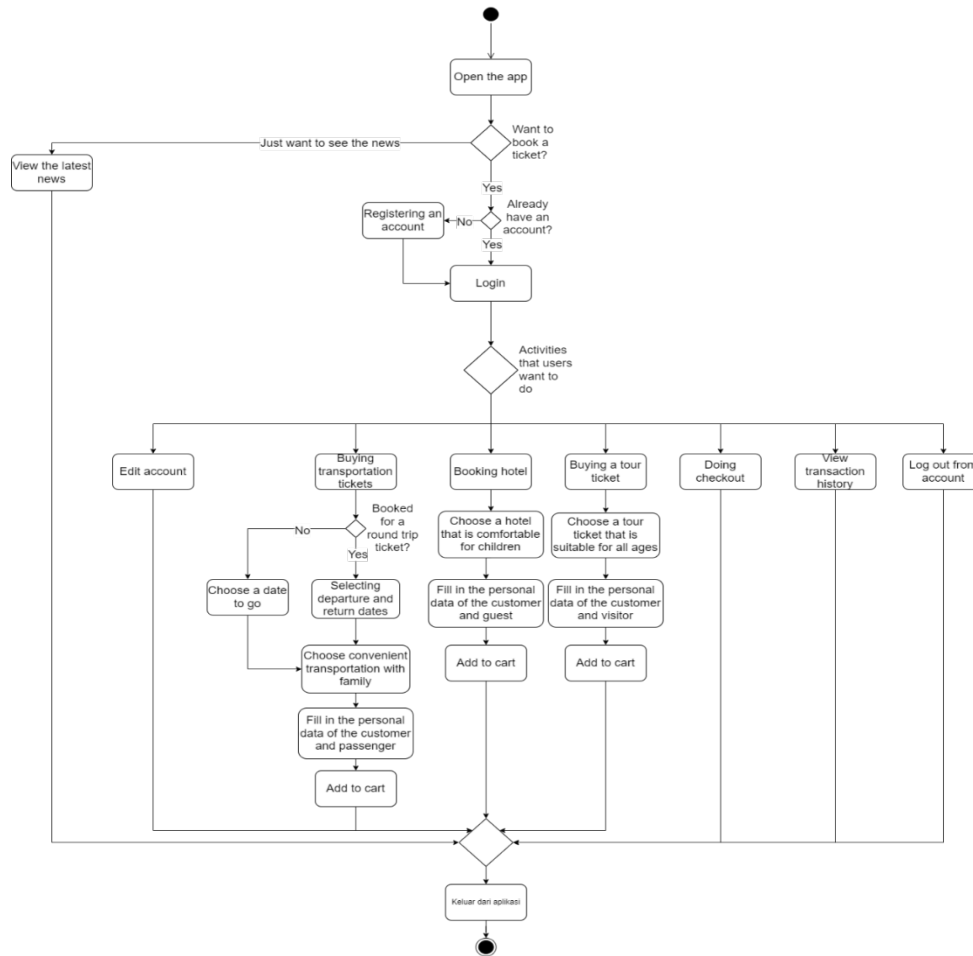 Open the app
Want to
book a
ticket?
Just want to see the news
View the latest
news
Yes
Already
have an
account?
Registering an
account
No
Yes
Login
Activities
that users
want to
do
Edit account
Buying
transportation
tickets
Booking hotel
Buying a tour
ticket
Doing
checkout
View
transaction
history
Log out from
account
Booked
for a
round trip
ticket?
No
Yes
Choose a hotel
that is comfortable
for children
Choose a tour
ticket that is
suitable for all ages
Choose a date
to go
Selecting
departure and
return dates
Fill in the personal
data of the customer
and guest
Fill in the personal
data of the customer
and visitor
Choose convenient
transportation with
family
Add to cart
Add to cart
Fill in the personal
data of the customer
and passenger
Add to cart
Keluar dari aplikasi